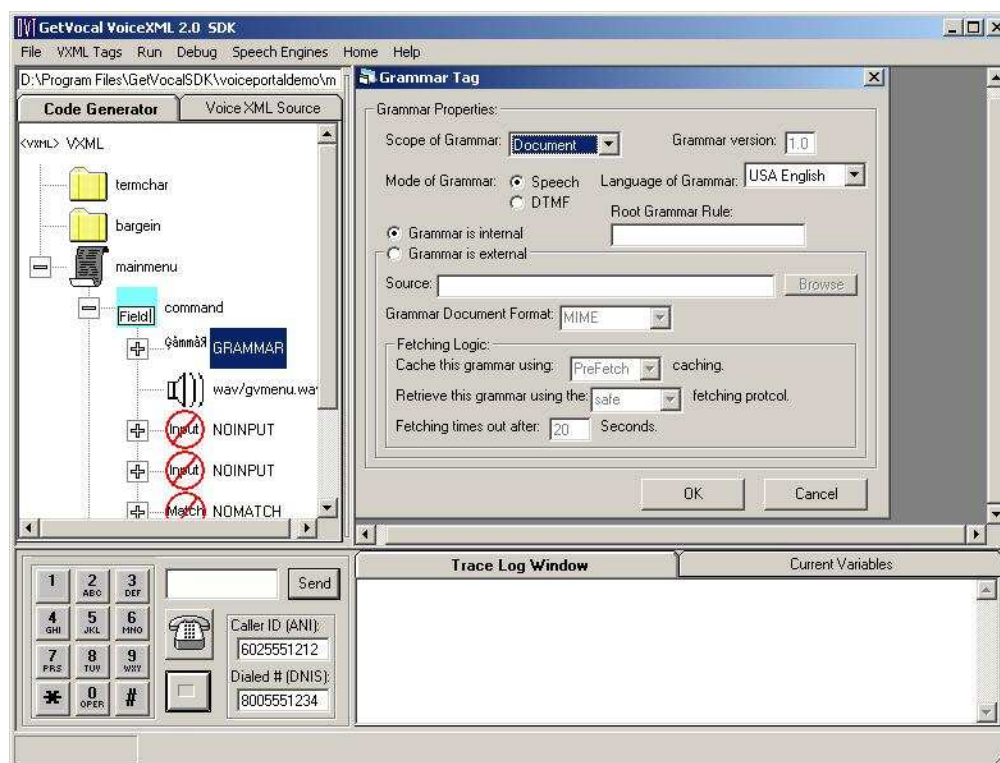 GetVocal VoiceXML 2.0 SDK
File VXML Tags Run Debug Speech Engines Home Help
D:\Program Files\GetVocalSDK\voiceportaldemo\m
Code Generator
Voice XML Source
<VXML> VXML
termchar
bargein
mainmenu
Field
command
GRAMMAR
wav/gvmenu.wa
Input NOINPUT
Input NOINPUT
Match NOMATCH
Grammar Tag
Grammar Properties:
Scope of Grammar: Document
Grammar version: 1.0
Mode of Grammar: Speech
DTMF
Language of Grammar: USA English
Root Grammar Rule:
Grammar is internal
Grammar is external
Source:
Browse
Grammar Document Format: MIME
Fetching Logic:
Cache this grammar using: PreFetch caching.
Retrieve this grammar using the: safe fetching protcol.
Fetching times out after: 20 Seconds.
OK
Cancel
1
2 ABC
3 DEF
4 GHI
5 JKL
6 MNO
7 PRS
8 TUV
9 WXY
*
0 OPER
#
Send
Caller ID (ANI):
6025551212
Dialed # (DNIS):
8005551234
Trace Log Window
Current Variables